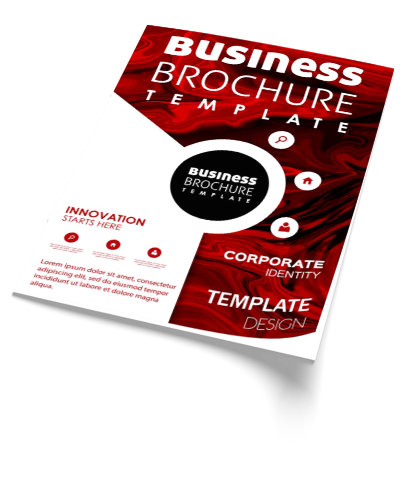 BUSINESS
BROCHURE
TEMPLATE
BUSINESS
BROCHURE
TEMPLATE
INNOVATION
STARTS HERE
Lorem ipsum dolor sit amet, consectetur
adipiscing elit, sed do eiusmod tempor
incididunt ut labore et dolore magna
aliqua.
CORPORATE
IDENTITY
TEMPLATE
DESIGN